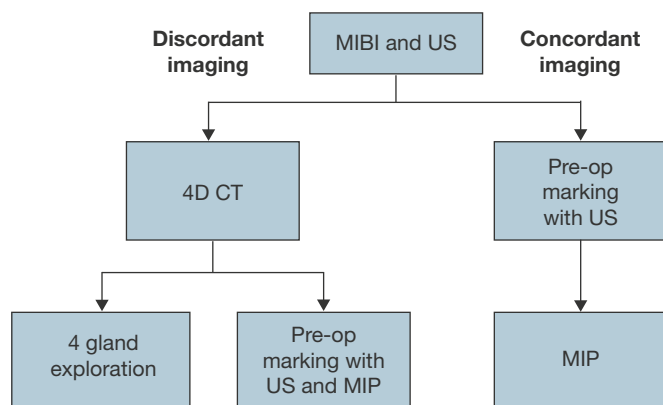 Discordant
imaging
MIBI and US
Concordant
imaging
4D CT
Pre-op
marking
with US
4 gland
exploration
Pre-op
marking with
US and MIP
MIP